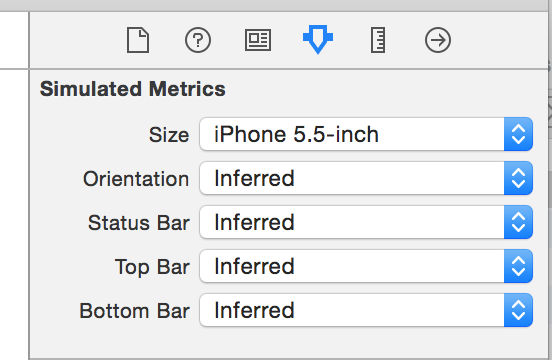 Simulated Metrics
Size iPhone 5.5-inch
Orientation Inferred
Status Bar Inferred
Top Bar Inferred
Bottom Bar Inferred